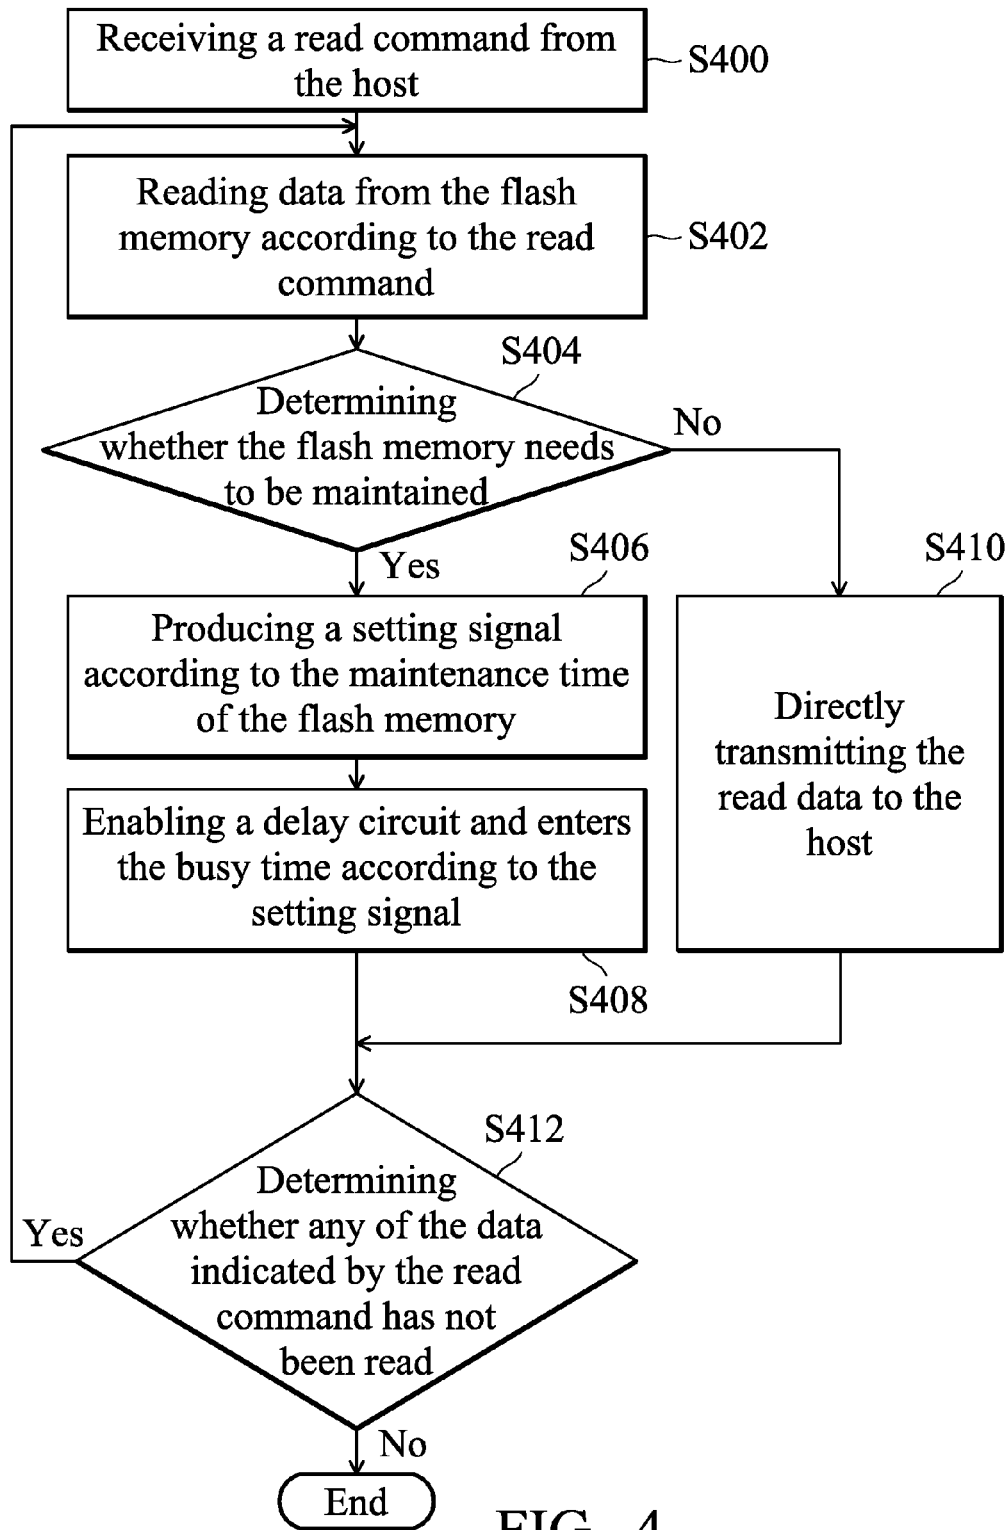 Receiving a read command from
the host
S400
Reading data from the flash
memory according to the read
command
S402
S404
Determining
whether the flash memory needs
to be maintained
No
Yes
S406
Producing a setting signal
according to the maintenance time
of the flash memory
S410
Directly
transmitting the
read data to the
host
Enabling a delay circuit and enters
the busy time according to the
setting signal
S408
S412
Determining
whether any of the data
indicated by the read
command has not
been read
Yes
No
End
FIG. 4